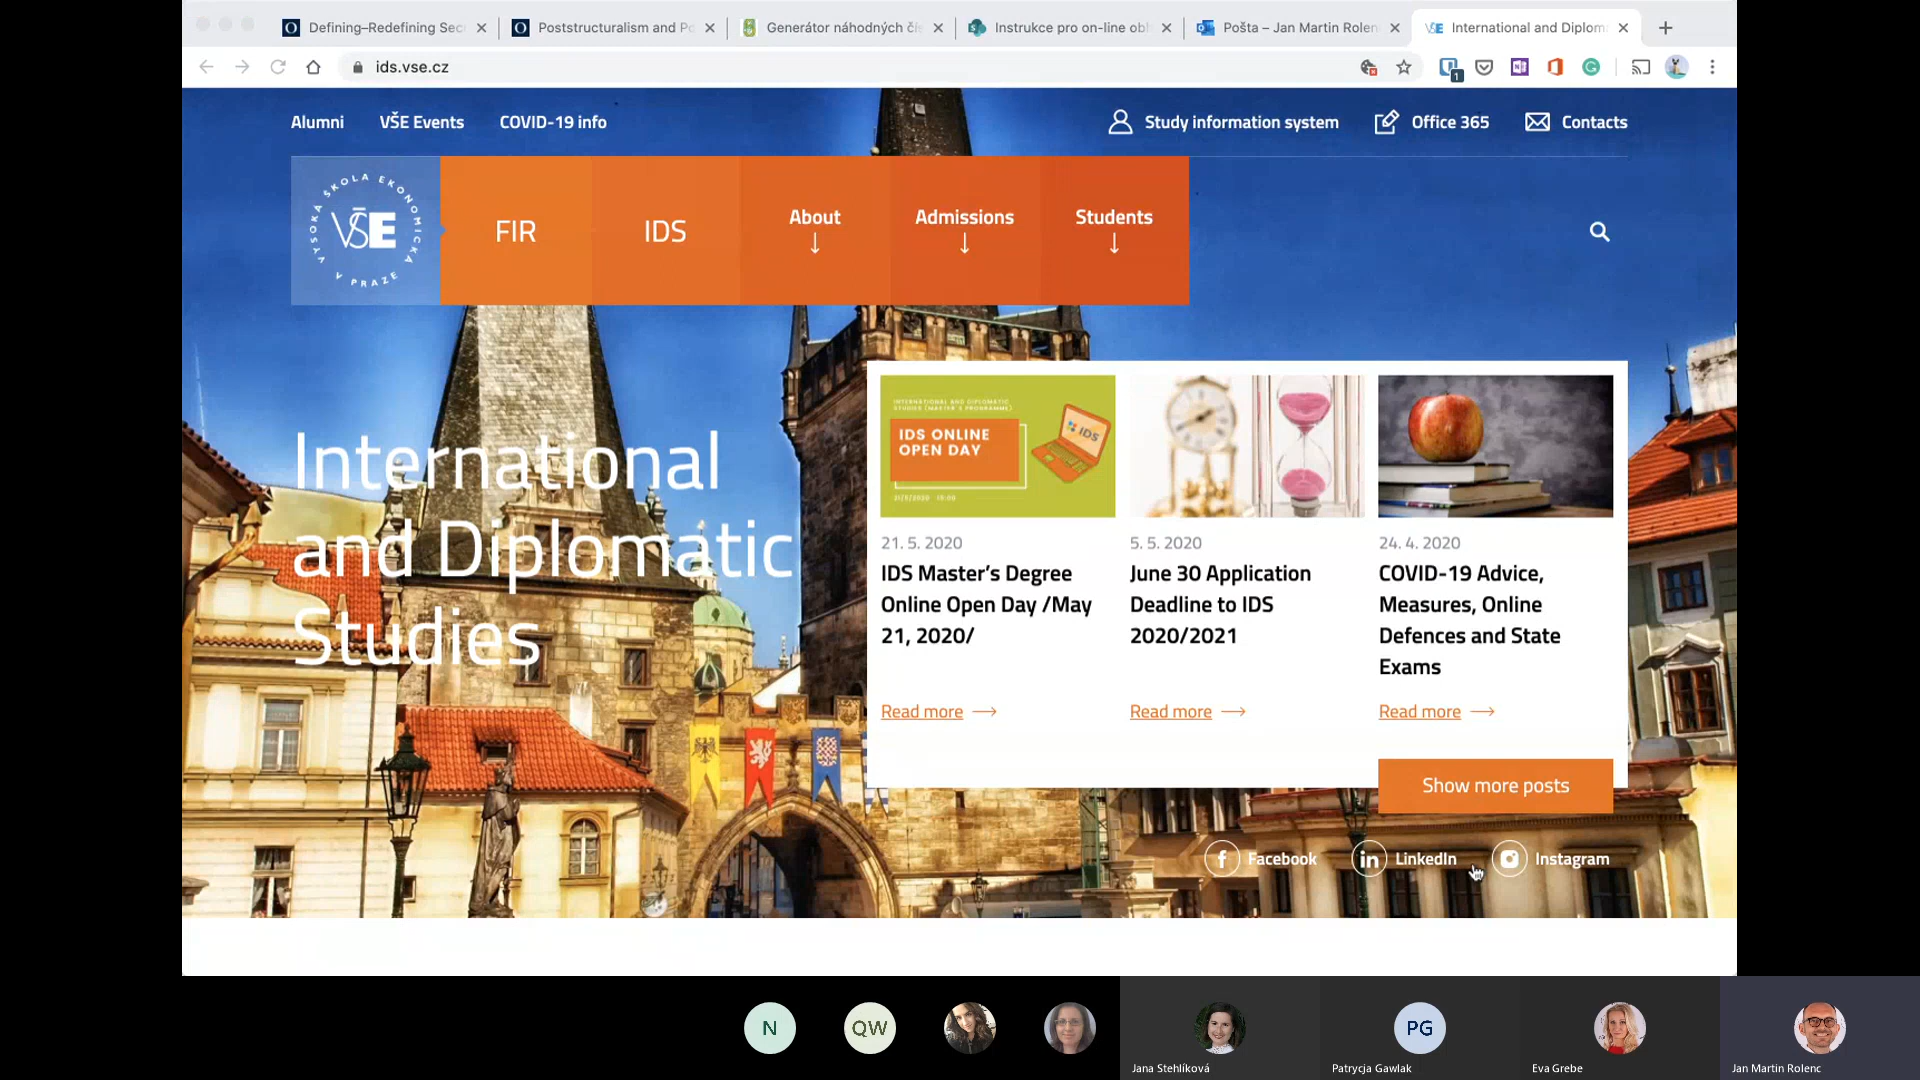 Defining–Redefining Sec
Poststructuralism and Po
Generátor náhodných čís
Instrukce pro on-line obh
Pošta – Jan Martin Rolen
International and Diplom
ids.vse.cz
1
Alumni
VŠE Events
COVID-19 info
Study information system
Office 365
Contacts
VYSOKÁ ŠKOLA EKONOMICKÁ
V PRAZE
VŠE
FIR
IDS
About
Admissions
Students
International
and Diplomatic
Studies
INTERNATIONAL AND DIPLOMATIC
STUDIES (MASTER'S PROGRAMME)
IDS ONLINE
OPEN DAY
IDS
21. 5. 2020
IDS Master's Degree
Online Open Day /May
21, 2020/
Read more
5. 5. 2020
June 30 Application
Deadline to IDS
2020/2021
Read more
24. 4. 2020
COVID-19 Advice,
Measures, Online
Defences and State
Exams
Read more
Show more posts
Facebook
LinkedIn
Instagram
N
QW
PG
Jana Stehlíková
Patrycja Gawlak
Eva Grebe
Jan Martin Rolenc